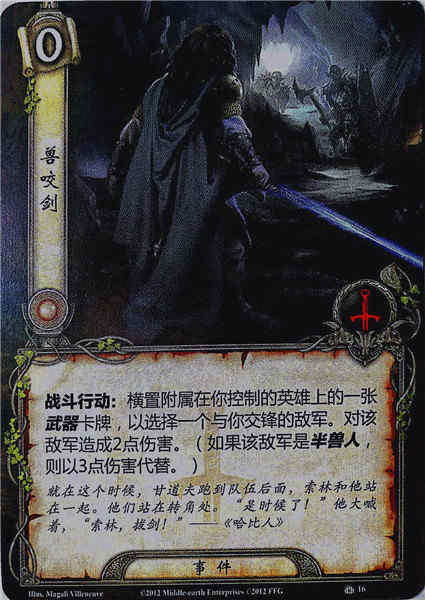 0
兽咬剑
战斗行动：横置附属在你控制的英雄上的一张
武器卡牌，以选择一个与你交锋的敌军。对该
敌军造成2点伤害。（如果该敌军是半兽人，
则以3点伤害代替。）
就在这个时候，甘道夫跑到队伍后面，索林和他站
在一起。他们站在转角处。“是时候了！”他大喊
着，“索林，拔剑！”——《哈比人》
事件
Illus. Magali Villeneuve ©2012 Middle-earth Enterprises ©2012 FFG 16